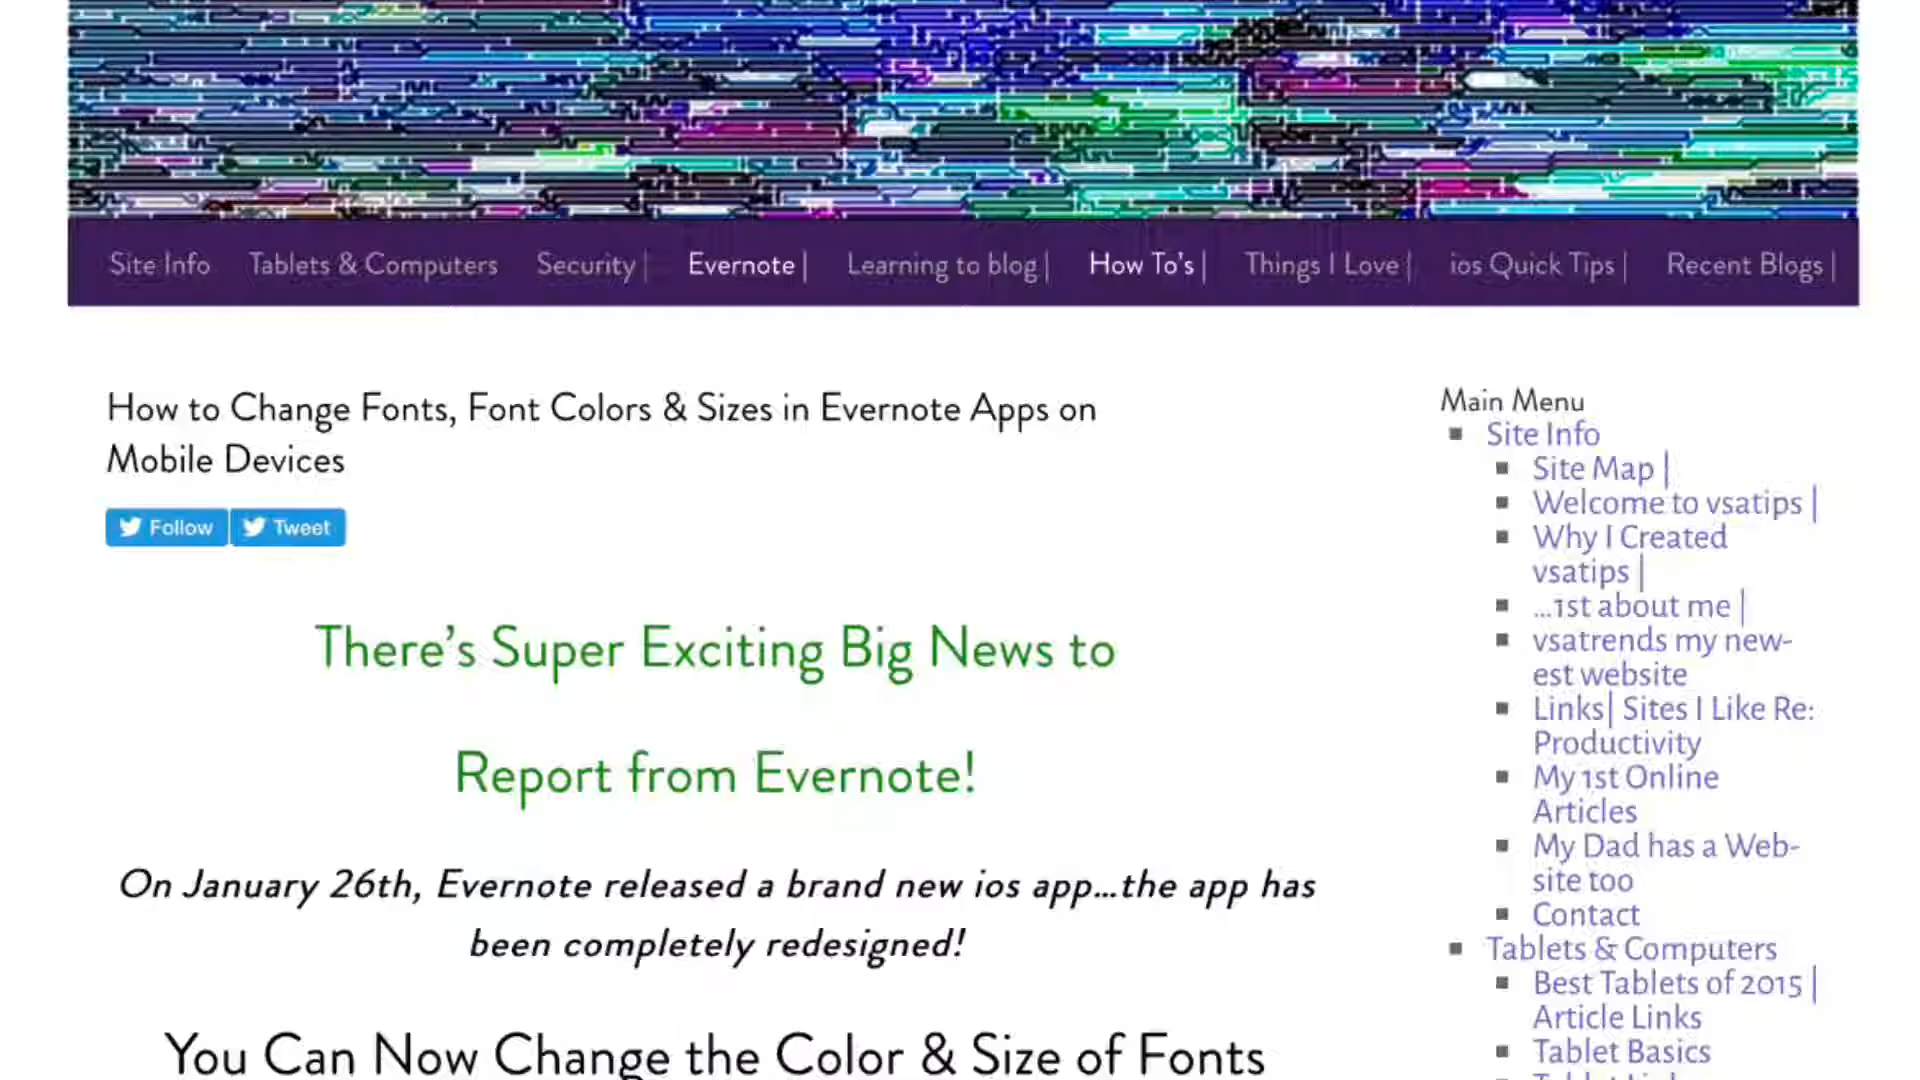 Site Info Tablets & Computers Security | Evernote | Learning to blog | How To's | Things I Love | ios Quick Tips | Recent Blogs |
How to Change Fonts, Font Colors & Sizes in Evernote Apps on
Mobile Devices
Follow Tweet
There's Super Exciting Big News to
Report from Evernote!
On January 26th, Evernote released a brand new ios app...the app has
been completely redesigned!
You Can Now Change the Color & Size of Fonts
Main Menu
Site Info
Site Map |
Welcome to vsatips |
Why I Created
vsatips |
...1st about me |
vsatrends my new-
est website
Links| Sites I Like Re:
Productivity
My 1st Online
Articles
My Dad has a Web-
site too
Contact
Tablets & Computers
Best Tablets of 2015 |
Article Links
Tablet Basics